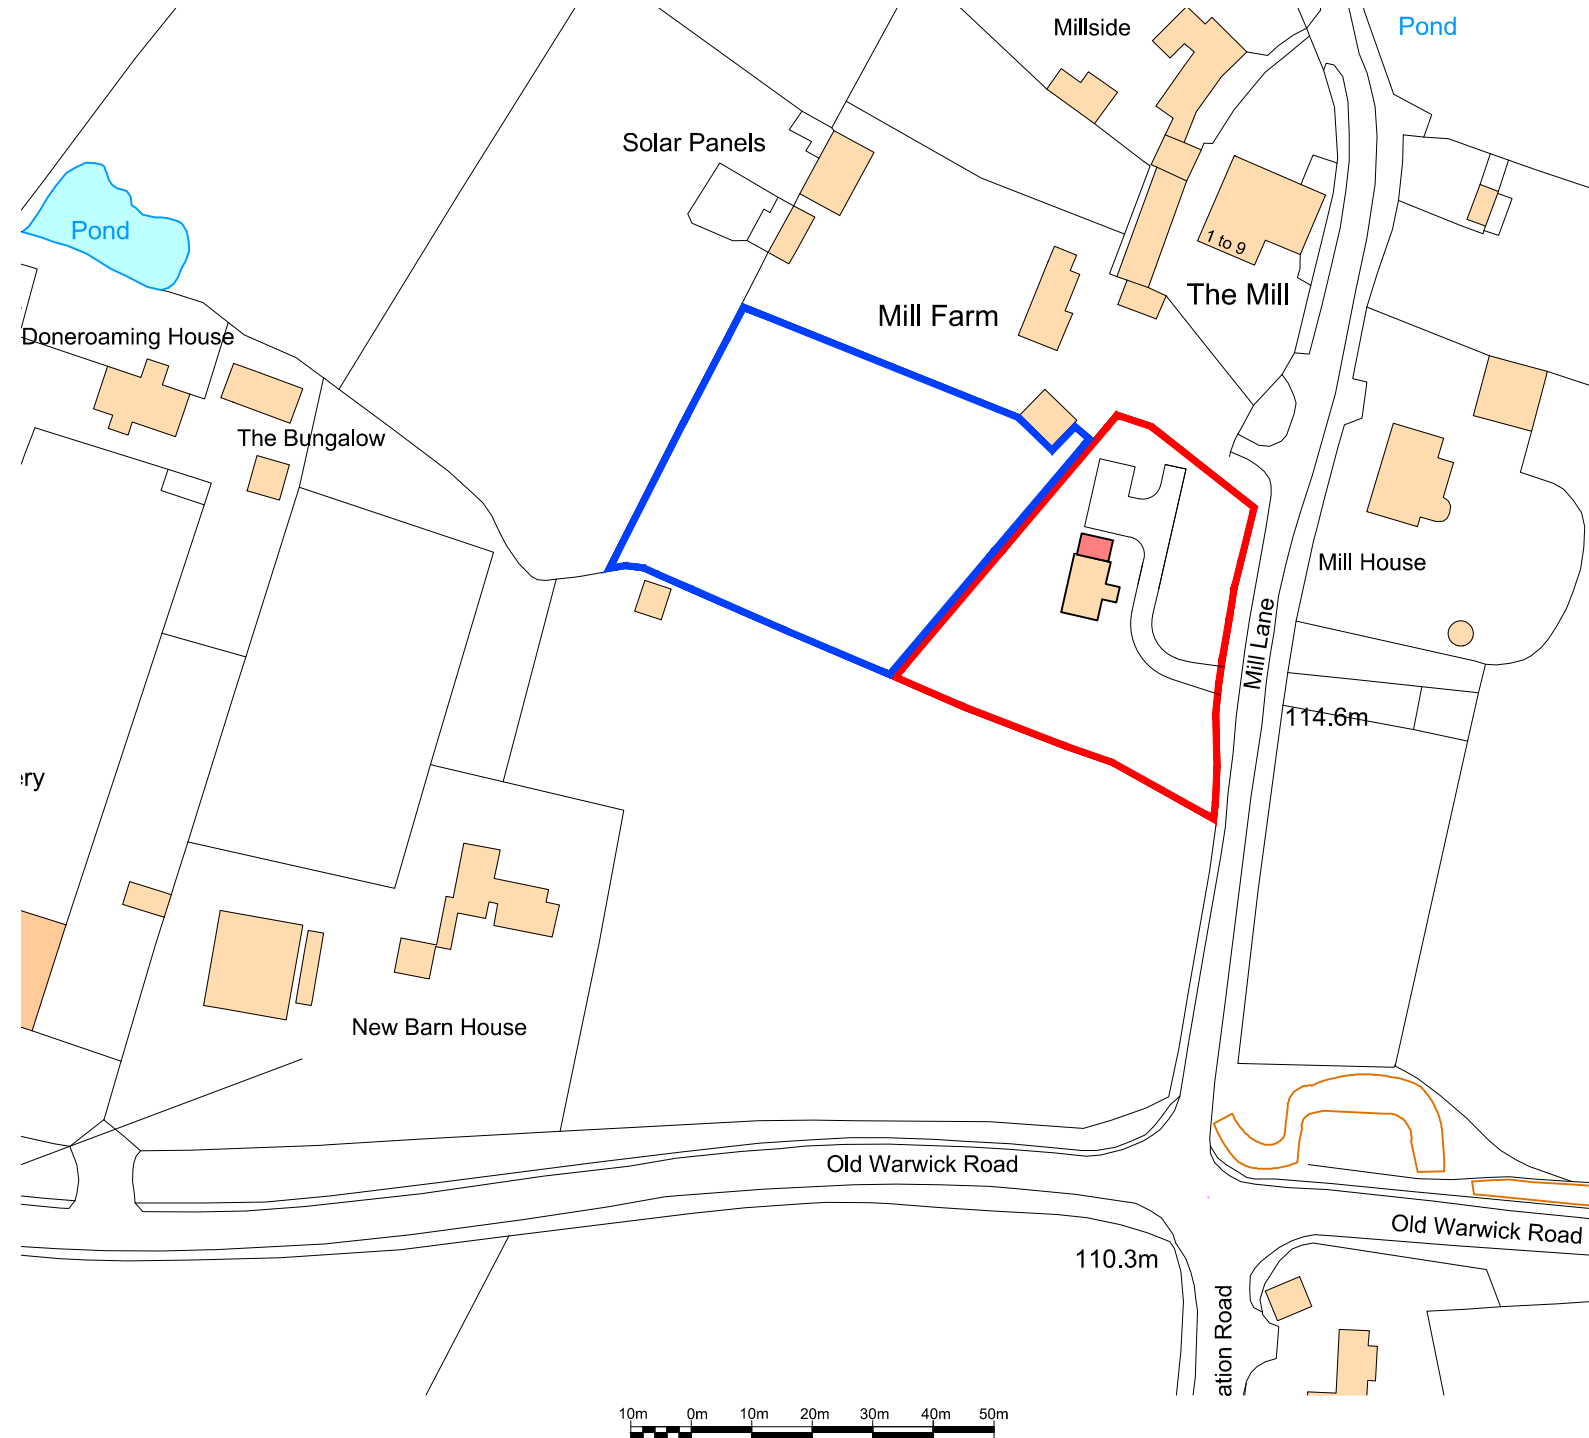 Millside
Pond
Solar Panels
Pond
1 to 9
The Mill
Mill Farm
Doneroaming House
The Bungalow
Mill House
Mill Lane
114.6m
ry
New Barn House
Old Warwick Road
Old Warwick Road
110.3m
ation Road
10m 0m 10m 20m 30m 40m 50m